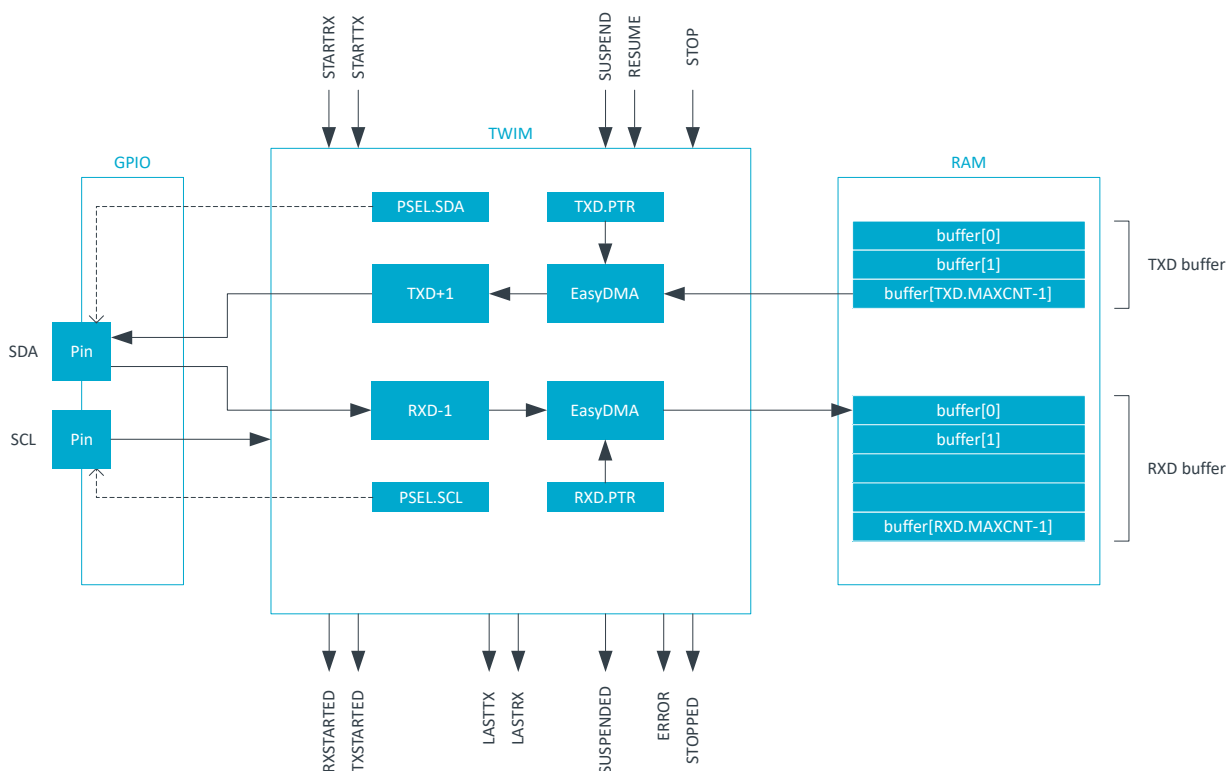 STARTRX
STARTTX
SUSPEND
RESUME
STOP
TWIM
GPIO
RAM
PSEL.SDA
TXD.PTR
buffer[0]
buffer[1]
buffer[TXD.MAXCNT-1]
TXD buffer
TXD+1
EasyDMA
SDA
Pin
RXD-1
EasyDMA
buffer[0]
buffer[1]
buffer[RXD.MAXCNT-1]
RXD buffer
SCL
Pin
PSEL.SCL
RXD.PTR
RXSTARTED
TXSTARTED
LASTTX
LASTRX
SUSPENDED
ERROR
STOPPED